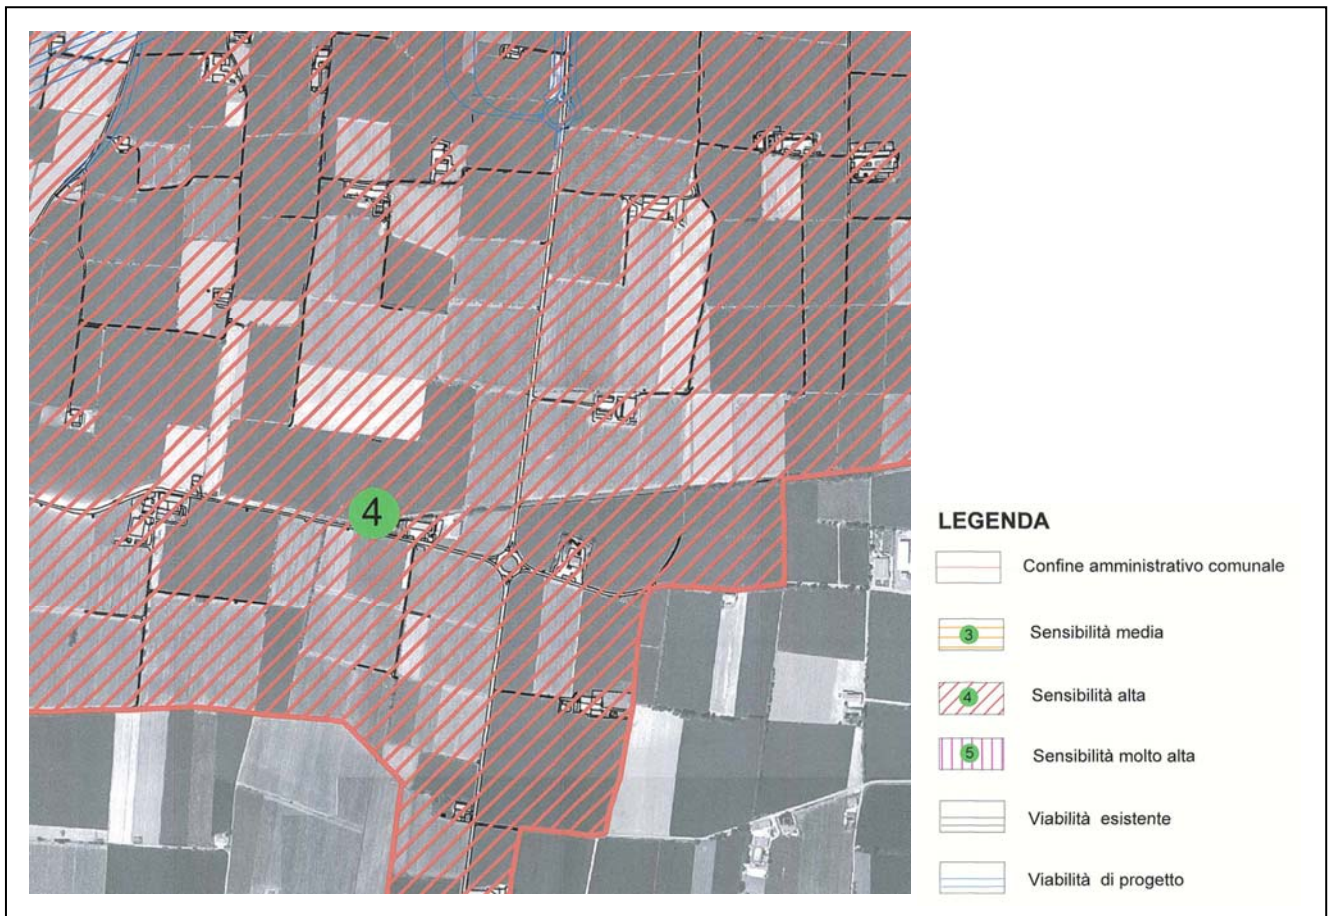 4
LEGENDA
Confine amministrativo comunale
3 Sensibilità media
4 Sensibilità alta
5 Sensibilità molto alta
Viabilità esistente
Viabilità di progetto